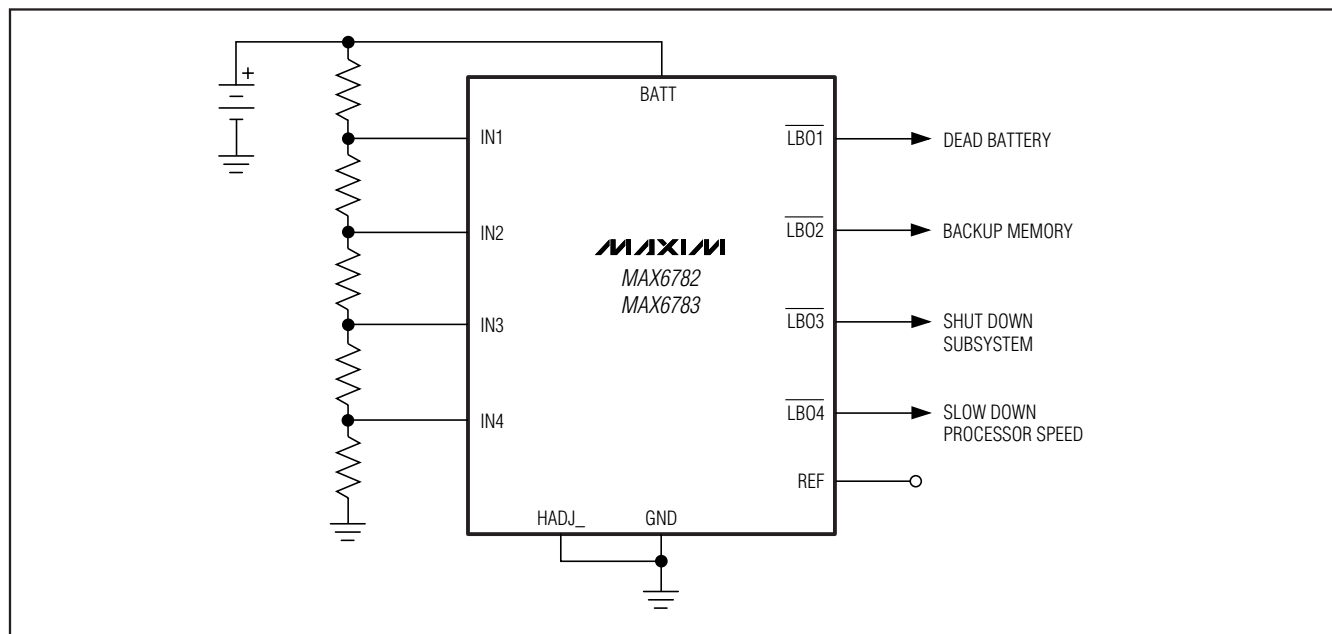 +
BATT
IN1
LBO1
DEAD BATTERY
IN2
LBO2
BACKUP MEMORY
MAXIM
MAX6782
MAX6783
IN3
LBO3
SHUT DOWN
SUBSYSTEM
IN4
LBO4
SLOW DOWN
PROCESSOR SPEED
REF
HADJ_
GND